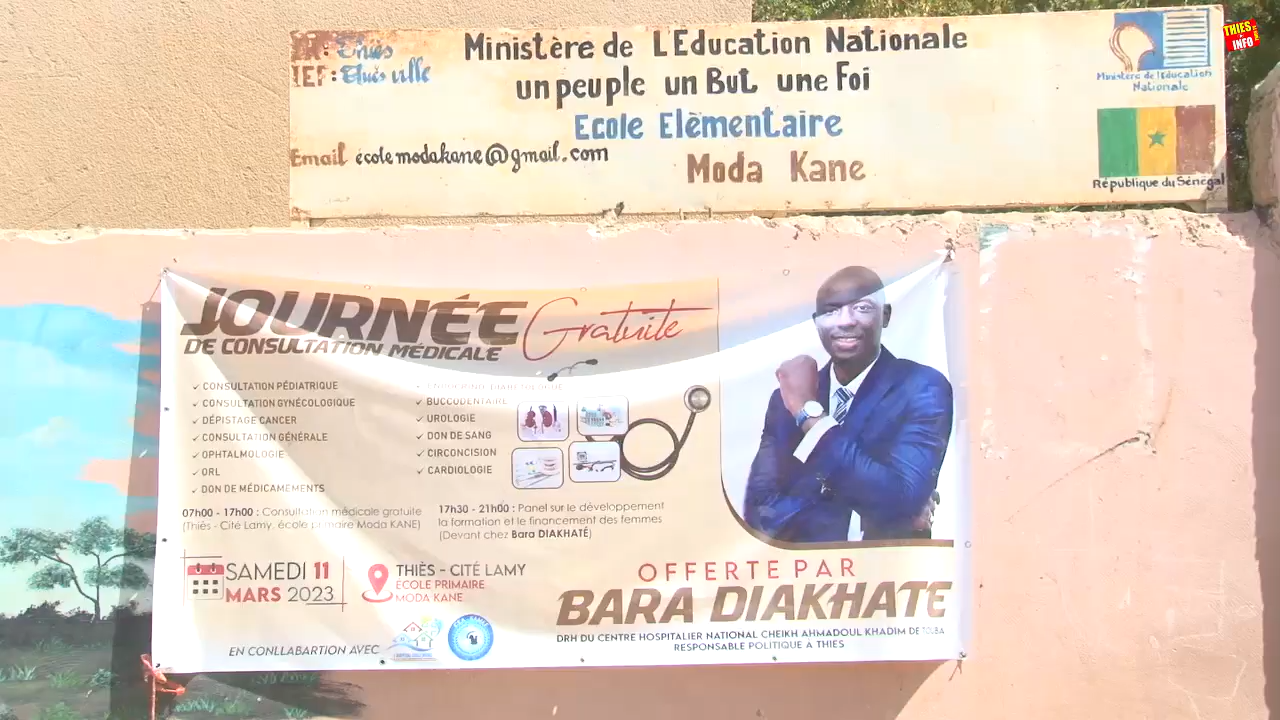 IA: Thiès
IEF: Thiès ville
Ministère de L'Education Nationale
un peuple un But une Foi
Ecole Elèmentaire
Moda Kane
Email ecolemodakane@gmail.com
Ministère de l'Education
Nationale
République du Sénégal
THIES
INFO
JOURNÉE Gratuite
DE CONSULTATION MÉDICALE
✓ CONSULTATION PÉDIATRIQUE
✓ CONSULTATION GYNÉCOLOGIQUE
✓ DÉPISTAGE CANCER
✓ CONSULTATION GÉNÉRALE
✓ OPHTALMOLOGIE
✓ ORL
✓ DON DE MÉDICAMEMENTS
✓ BUCCODENTAIRE
✓ UROLOGIE
✓ DON DE SANG
✓ CIRCONCISION
✓ CARDIOLOGIE
07h00 - 17h00 : Consultation médicale gratuite
(Thiès - Cité Lamy, école primaire Moda KANE)
17h30 - 21h00 : Panel sur le développement
la formation et le financement des femmes
(Devant chez Bara DIAKHATÉ)
SAMEDI 11
MARS 2023
THIÈS - CITÉ LAMY
ÉCOLE PRIMAIRE
MODA KANE
OFFERTE PAR
BARA DIAKHATE
DRH DU CENTRE HOSPITALIER NATIONAL CHEIKH AHMADOUL KHADIM DE
RESPONSABLE POLITIQUE À THIES
EN CONLLABARTION AVEC